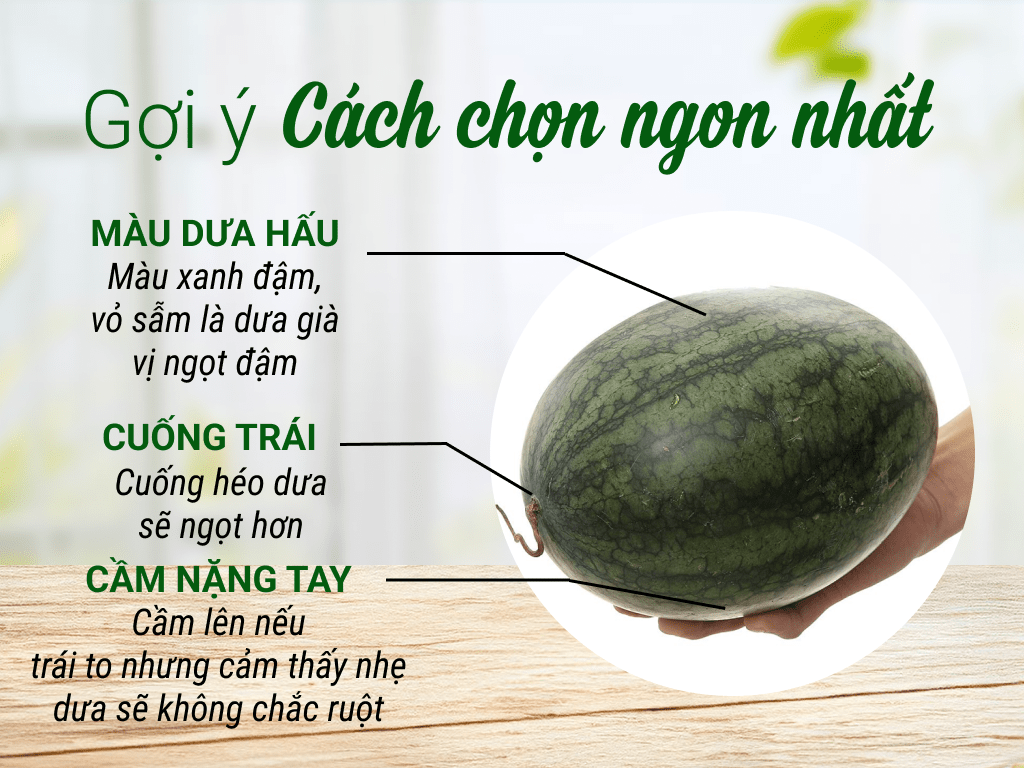 Gợi ý Cách chọn ngon nhất
MÀU DƯA HẤU
Màu xanh đậm,
vỏ sẫm là dưa già
vị ngọt đậm
CUỐNG TRÁI
Cuống héo dưa
sẽ ngọt hơn
CẦM NẶNG TAY
Cầm lên nếu
trái to nhưng cảm thấy nhẹ
dưa sẽ không chắc ruột